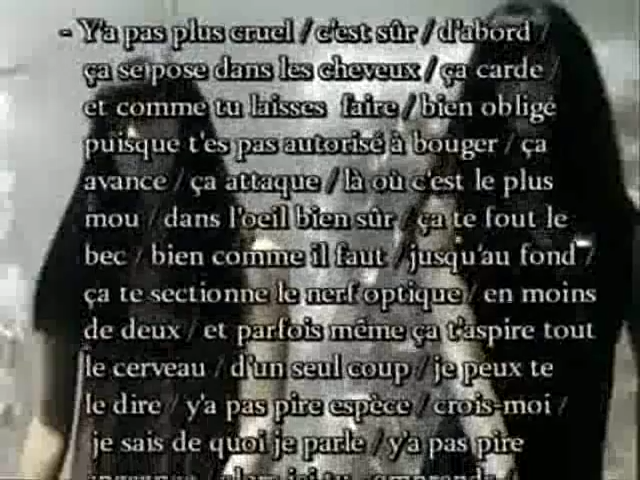 - Y'a pas plus cruel / c'est sûr / d'abord /
ça se pose dans les cheveux / ça carde /
et comme tu laisses faire / bien obligé
puisque t'es pas autorisé à bouger / ça
avance / ça attaque / là où c'est le plus
mou / dans l'oeil bien sûr / ça te fout le
bec / bien comme il faut / jusqu'au fond /
ça te sectionne le nerf optique / en moins
de deux / et parfois même ça t'aspire tout
le cerveau / d'un seul coup / je peux te
le dire / y'a pas pire espèce / crois-moi /
je sais de quoi je parle / y'a pas pire